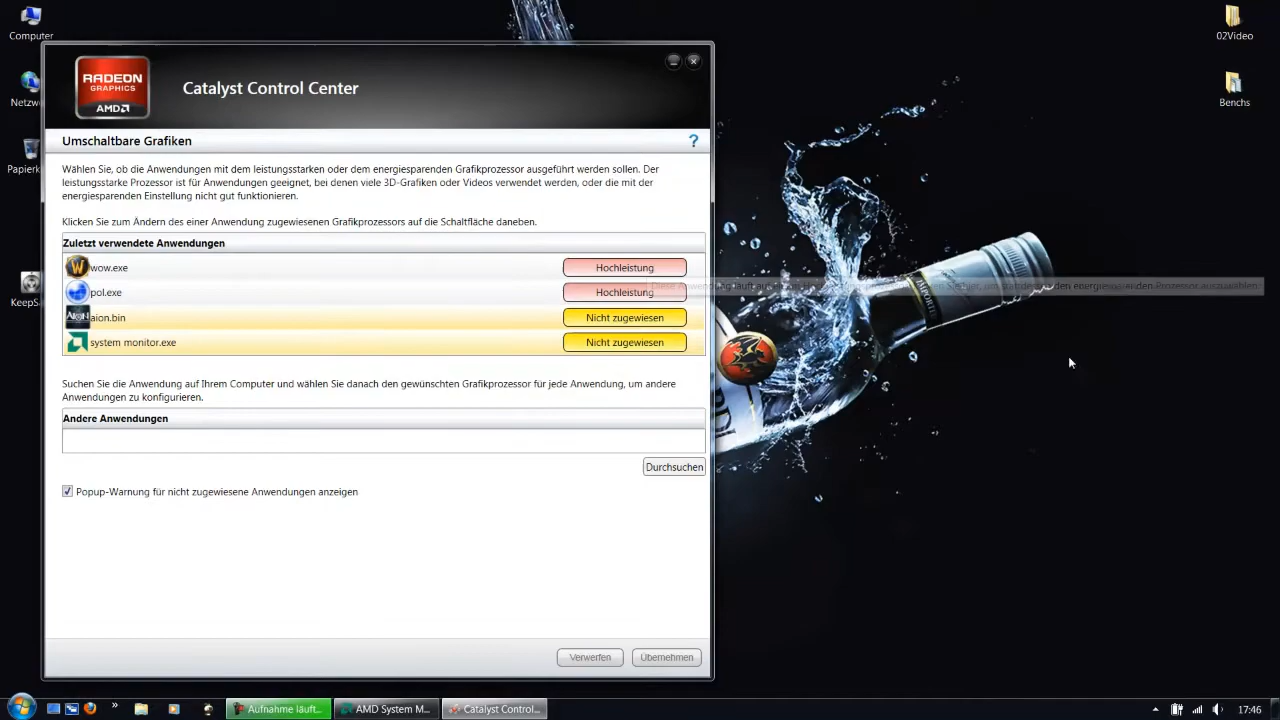 Computer
02Video
RADEON
GRAPHICS
AMD
Catalyst Control Center
Netzw
Benchs
Umschaltbare Grafiken
?
Papierk
Wählen Sie, ob die Anwendungen mit dem leistungsstarken oder dem energiesparenden Grafikprozessor ausgeführt werden sollen. Der
leistungsstarke Prozessor ist für Anwendungen geeignet, bei denen viele 3D-Grafiken oder Videos verwendet werden, oder die mit der
energiesparenden Einstellung nicht gut funktionieren.
Klicken Sie zum Ändern des einer Anwendung zugewiesenen Grafikprozessors auf die Schaltfläche daneben.
Zuletzt verwendete Anwendungen
wow.exe Hochleistung
pol.exe Hochleistung
KeepS
AION
aion.bin Nicht zugewiesen
system monitor.exe Nicht zugewiesen
Suchen Sie die Anwendung auf Ihrem Computer und wählen Sie danach den gewünschten Grafikprozessor für jede Anwendung, um andere
Anwendungen zu konfigurieren.
Andere Anwendungen
Durchsuchen
Popup-Warnung für nicht zugewiesene Anwendungen anzeigen
Verwerfen Übernehmen
Aufnahme läuft... AMD System M... Catalyst Control... 17:46